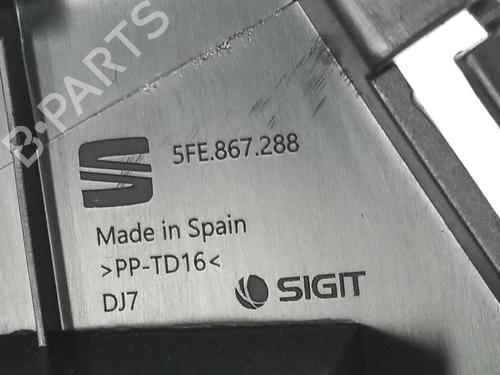 B-PARTS
5FE.867.288
Made in Spain
>PP-TD16<
DJ7
SIGIT